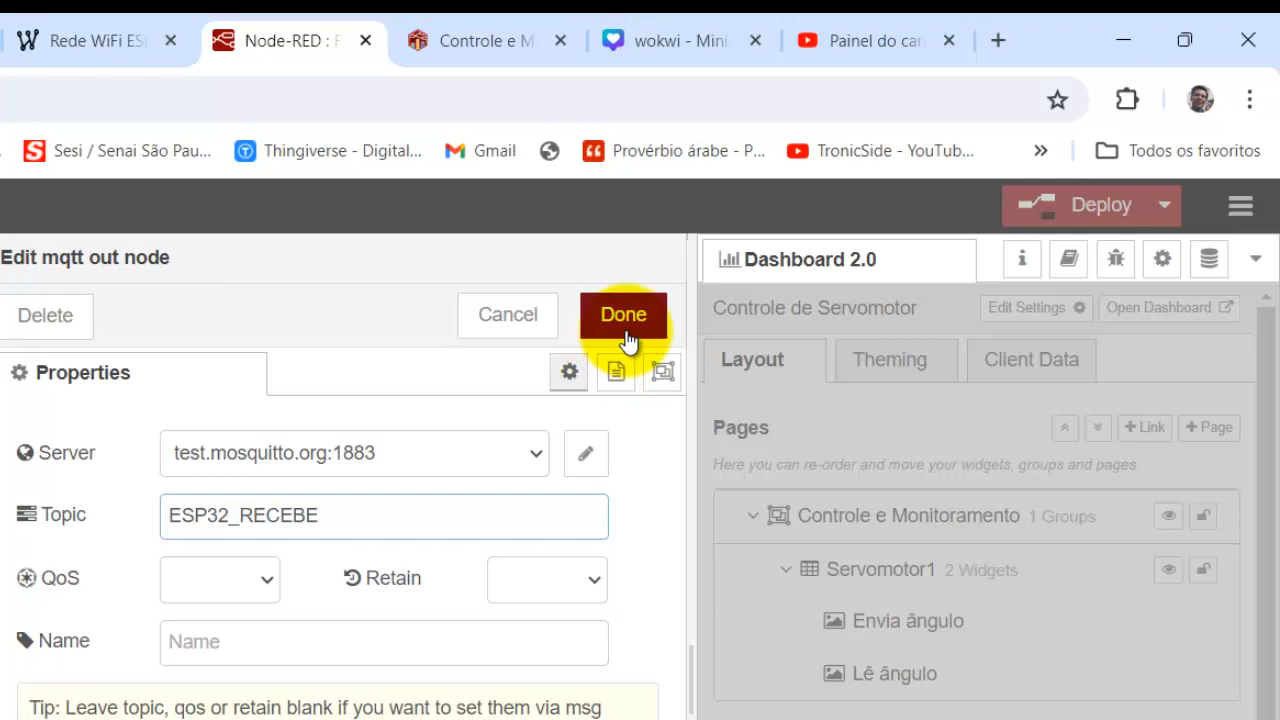 Rede WiFi ES
Node-RED : F
Controle e M
wokwi - Mini
Painel do can
Sesi / Senai São Pau...
Thingiverse - Digital...
Gmail
Provérbio árabe - P...
TronicSide - YouTub...
Todos os favoritos
Deploy
Edit mqtt out node
Dashboard 2.0
Delete
Cancel
Done
Controle de Servomotor
Edit Settings
Open Dashboard
Properties
Layout
Theming
Client Data
Pages
Link
Page
Here you can re-order and move your widgets, groups and pages.
Server
test.mosquitto.org:1883
Topic
ESP32_RECEBE
Controle e Monitoramento 1 Groups
QoS
Retain
Servomotor1 2 Widgets
Envia ângulo
Name
Name
Lê ângulo
Tip: Leave topic, qos or retain blank if you want to set them via msg